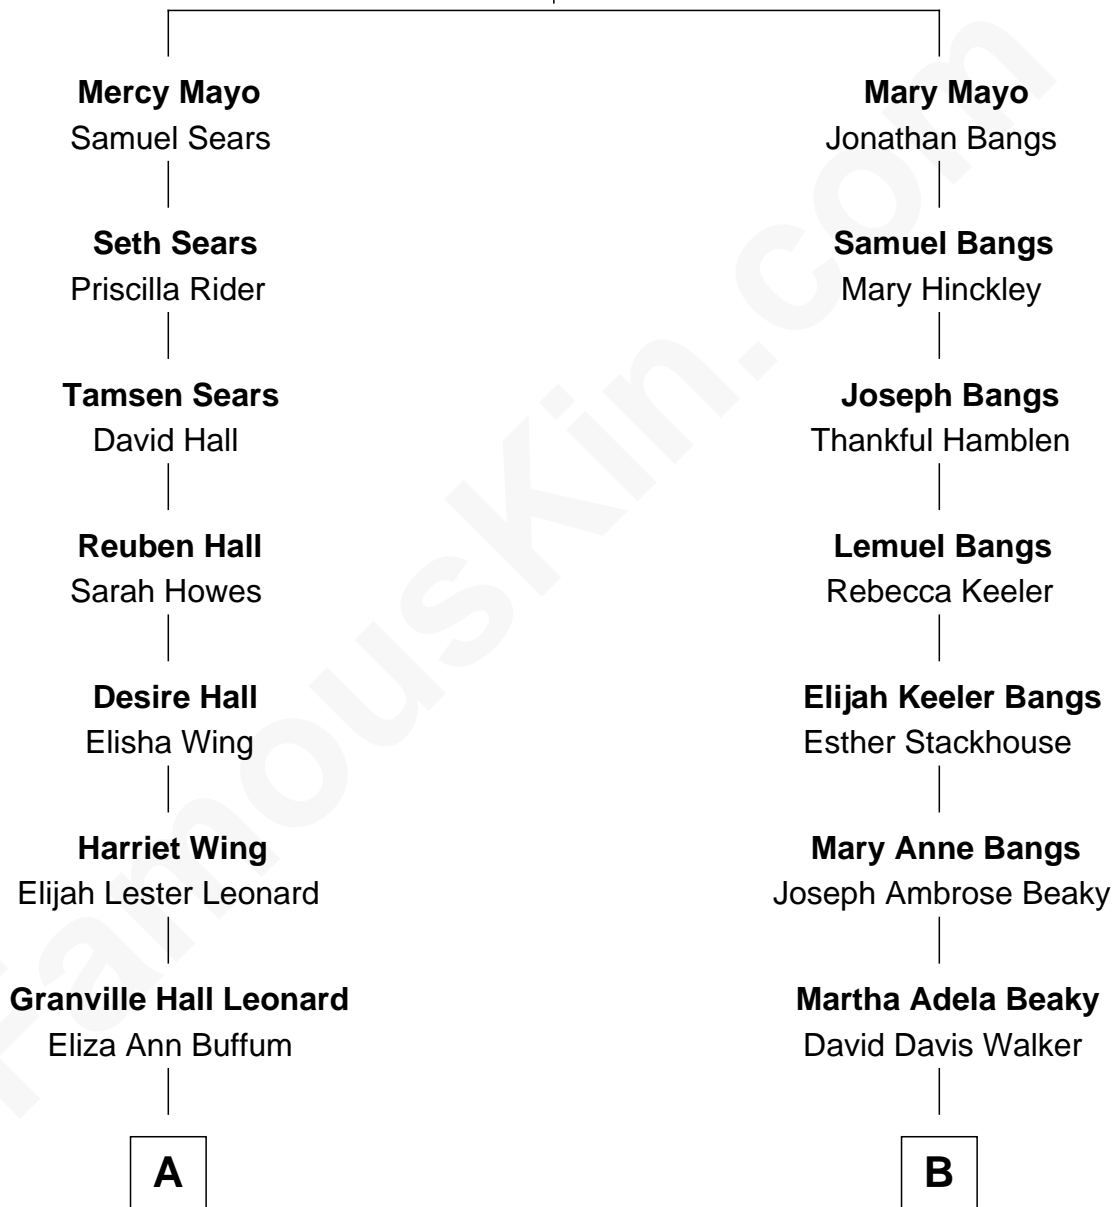 Mercy Mayo
Samuel Sears
Seth Sears
Priscilla Rider
Tamsen Sears
David Hall
Reuben Hall
Sarah Howes
Desire Hall
Elisha Wing
Harriet Wing
Elijah Lester Leonard
Granville Hall Leonard
Eliza Ann Buffum
A
Mary Mayo
Jonathan Bangs
Samuel Bangs
Mary Hinckley
Joseph Bangs
Thankful Hamblen
Lemuel Bangs
Rebecca Keeler
Elijah Keeler Bangs
Esther Stackhouse
Mary Anne Bangs
Joseph Ambrose Beaky
Martha Adela Beaky
David Davis Walker
B
FamousKin.com